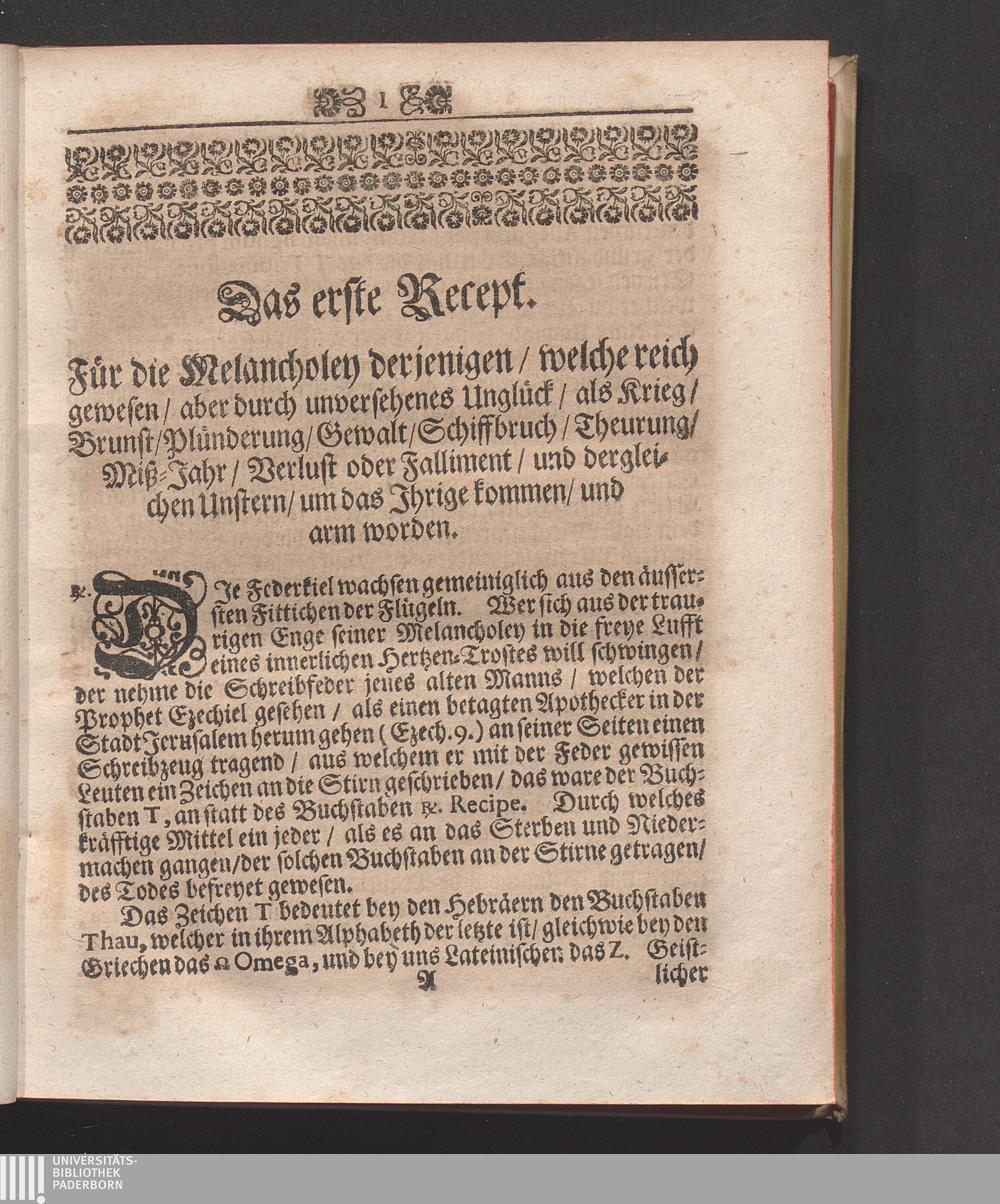 1
Das erste Recept.
Für die Melancholey derjenigen / welche reich
gewesen / aber durch unversehenes Unglück / als Krieg /
Brunst / Plünderung / Gewalt / Schiffbruch / Theurung /
Miß-Jahr / Verlust oder Falliment / und derglei-
chen Unstern / um das Ihrige kommen / und
arm worden.
℞. DIe Federkiel wachsen gemeiniglich aus den äusser-
sten Fittichen der Flügeln. Wer sich aus der trau-
rigen Enge seiner Melancholey in die freye Lufft
eines innerlichen Hertzen-Trostes will schwingen /
der nehme die Schreibfeder jenes alten Manns / welchen der
Prophet Ezechiel gesehen / als einen betagten Apothecker in der
Stadt Jerusalem herum gehen (Ezech. 9.) an seiner Seiten einen
Schreibzeug tragend / aus welchem er mit der Feder gewissen
Leuten ein Zeichen an die Stirn geschrieben / das ware der Buch-
staben T, an statt des Buchstaben ℞. Recipe. Durch welches
kräfftige Mittel ein jeder / als es an das Sterben und Nieder-
machen gangen / der solchen Buchstaben an der Stirne getragen /
des Todes befreyet gewesen.
Das Zeichen T bedeutet bey den Hebräern den Buchstaben
Thau, welcher in ihrem Alphabeth der letzte ist / gleichwie bey den
Griechen das Ω Omega, und bey uns Lateinischen das Z. Geist-
A licher
UNIVERSITÄTS-
BIBLIOTHEK
PADERBORN